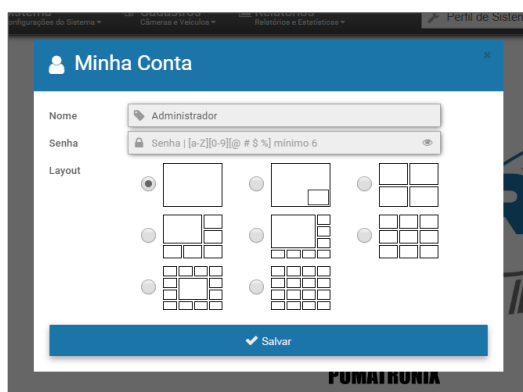 Sistema
Cadastros
Relatórios
Configurações do Sistema
Câmeras e Veículos
Relatórios e Estatísticas
Perfil de Sistem
Minha Conta
×
Nome
Administrador
Senha
Senha | [a-Z][0-9][@ # $ %] mínimo 6
Layout
Salvar
PUMATRONIX